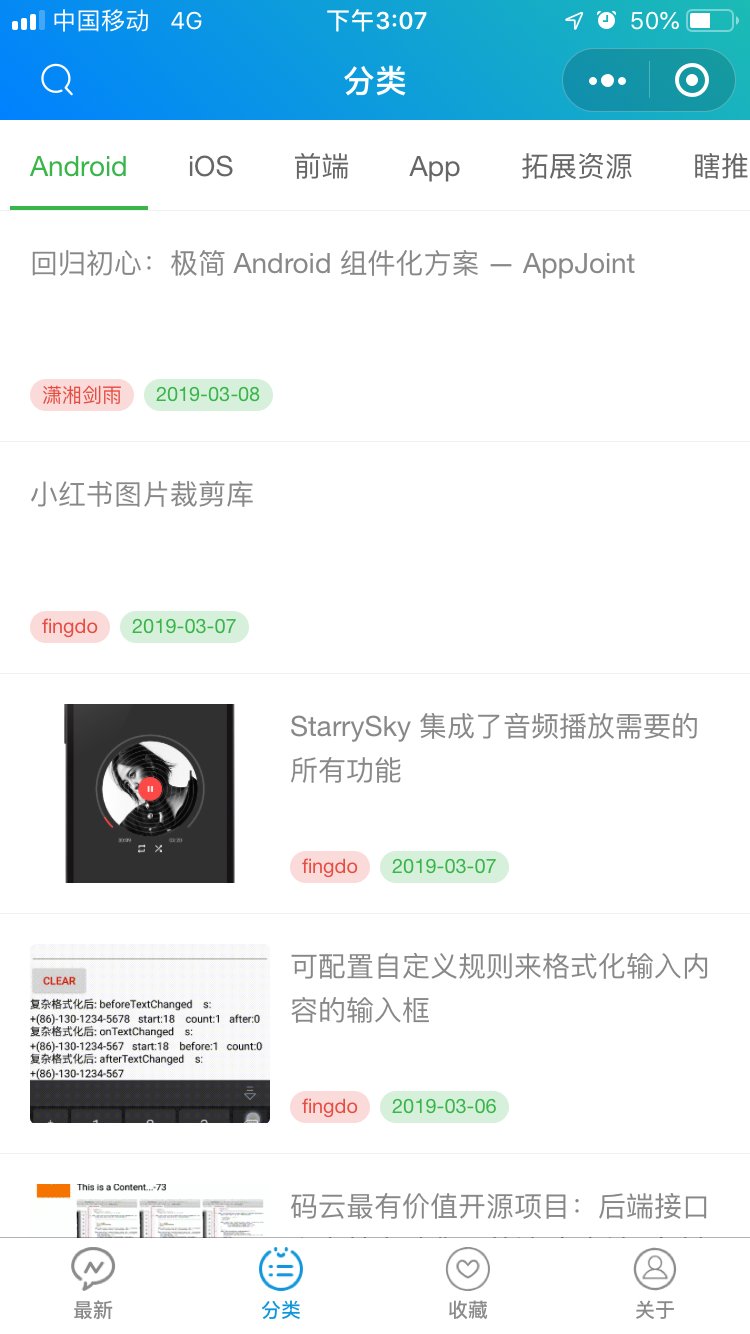 中国移动 4G 下午3:07 50%
分类
Android iOS 前端 App 拓展资源 瞎推
回归初心：极简 Android 组件化方案 — AppJoint
潇湘剑雨 2019-03-08
小红书图片裁剪库
fingdo 2019-03-07
StarrySky 集成了音频播放需要的
所有功能
fingdo 2019-03-07
CLEAR
复杂格式化后: beforeTextChanged s:
+(86)-130-1234-5678 start:18 count:1 after:0
复杂格式化后: onTextChanged s:
+(86)-130-1234-567 start:18 before:1 count:0
复杂格式化后: afterTextChanged s:
+(86)-130-1234-567
可配置自定义规则来格式化输入内
容的输入框
fingdo 2019-03-06
This is a Content...-73
码云最有价值开源项目：后端接口
最新 分类 收藏 关于